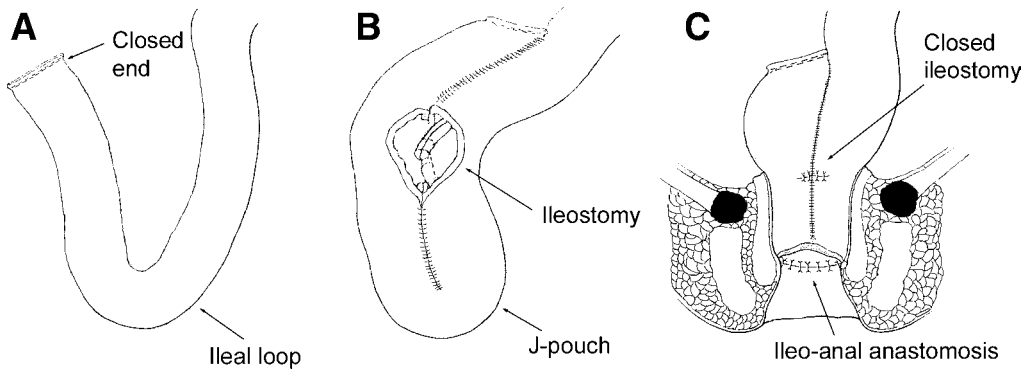 A
Closed
end
Ileal loop
B
Ileostomy
J-pouch
C
Closed
ileostomy
Ileo-anal anastomosis